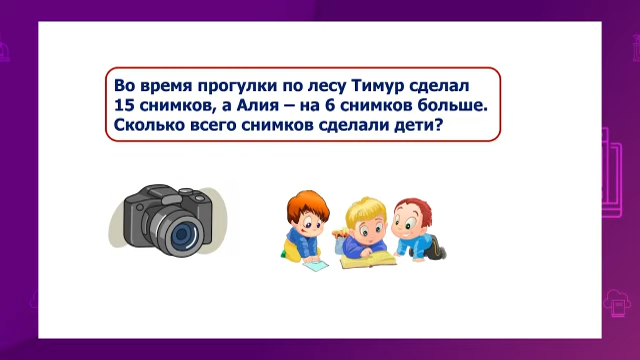 Во время прогулки по лесу Тимур сделал
15 снимков, а Алия – на 6 снимков больше.
Сколько всего снимков сделали дети?